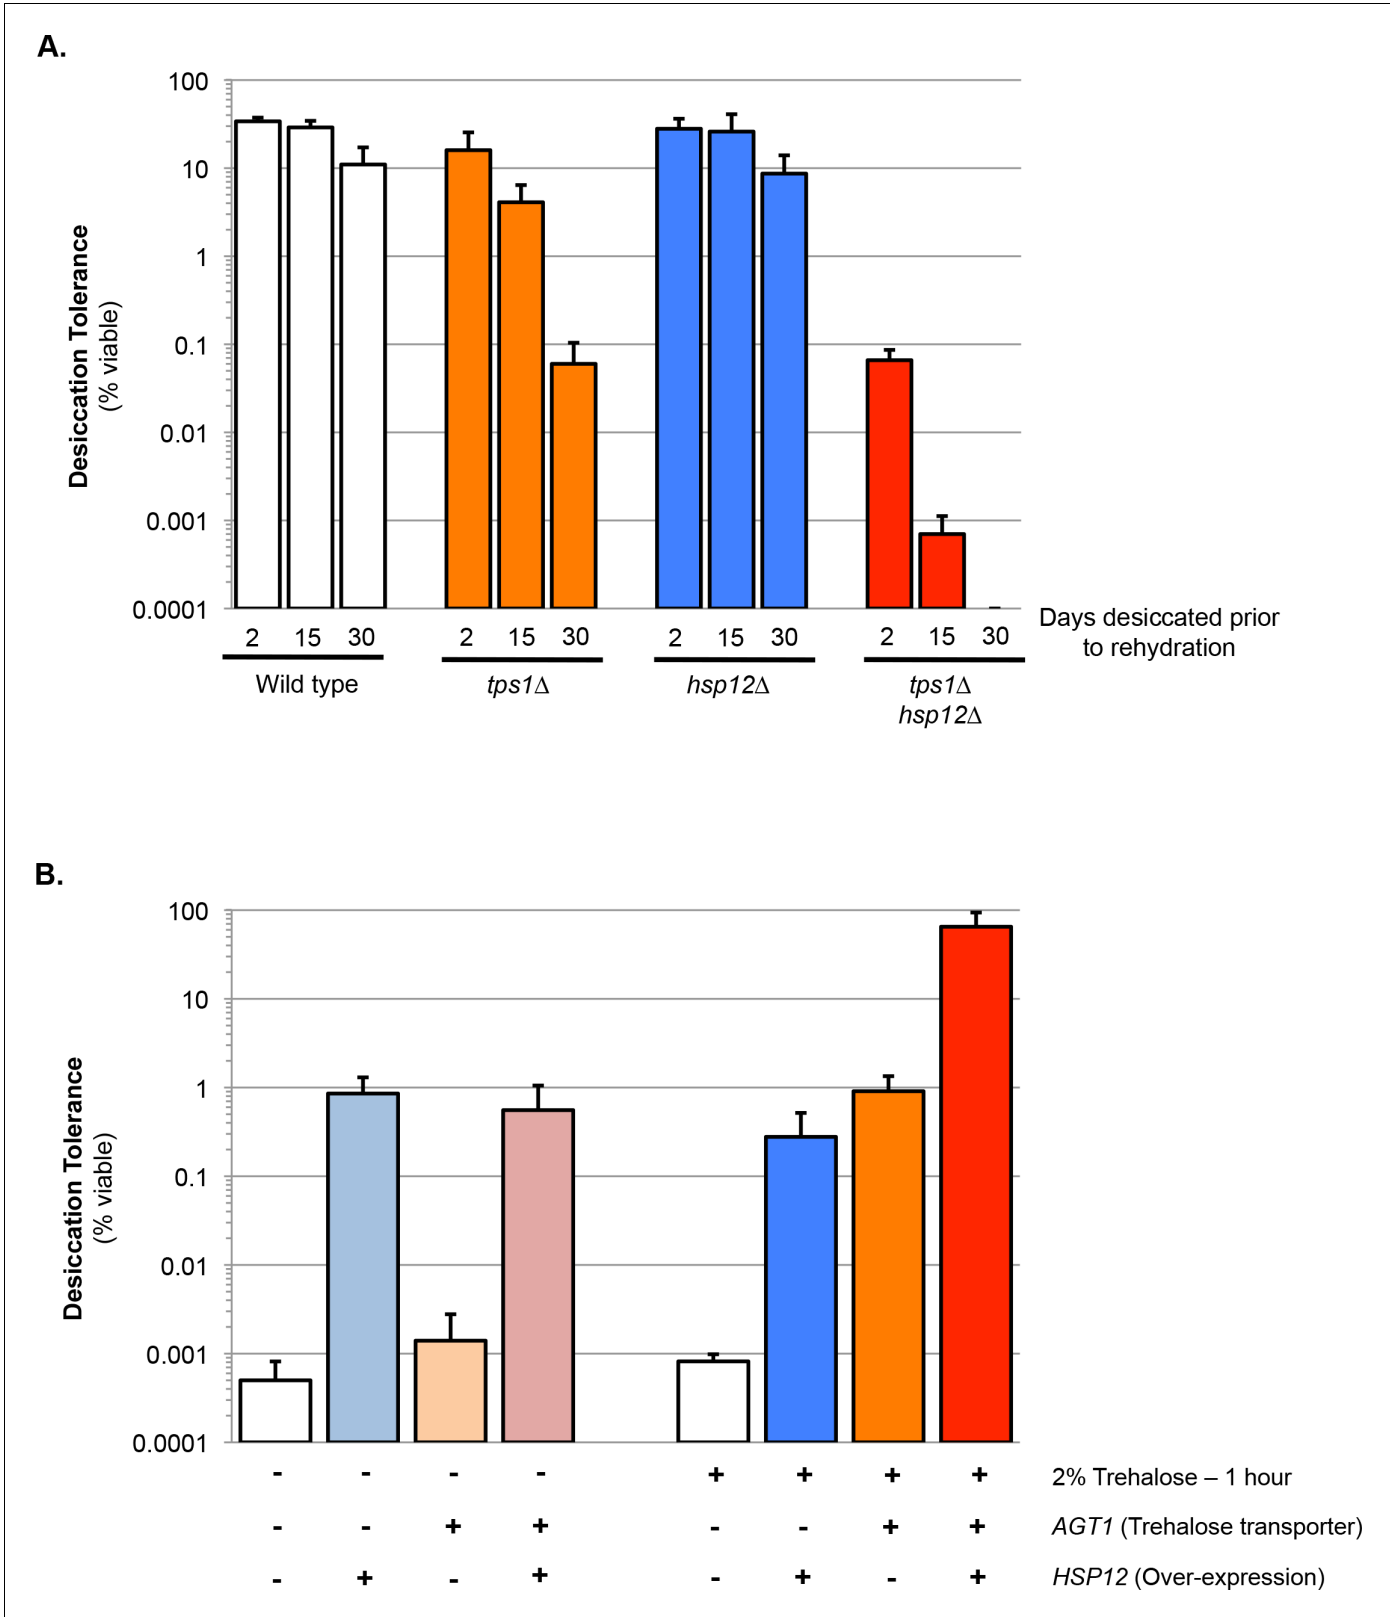 A.
100
10
1
0.1
0.01
0.001
0.0001
Desiccation Tolerance
(% viable)
2 15 30 2 15 30 2 15 30 2 15 30
Days desiccated prior
to rehydration
Wild type
tps1Δ
hsp12Δ
tps1Δ
hsp12Δ
B.
100
10
1
0.1
0.01
0.001
0.0001
Desiccation Tolerance
(% viable)
- - - - + + + + 2% Trehalose – 1 hour
- - + + - - + + AGT1 (Trehalose transporter)
- + - + - + - + HSP12 (Over-expression)